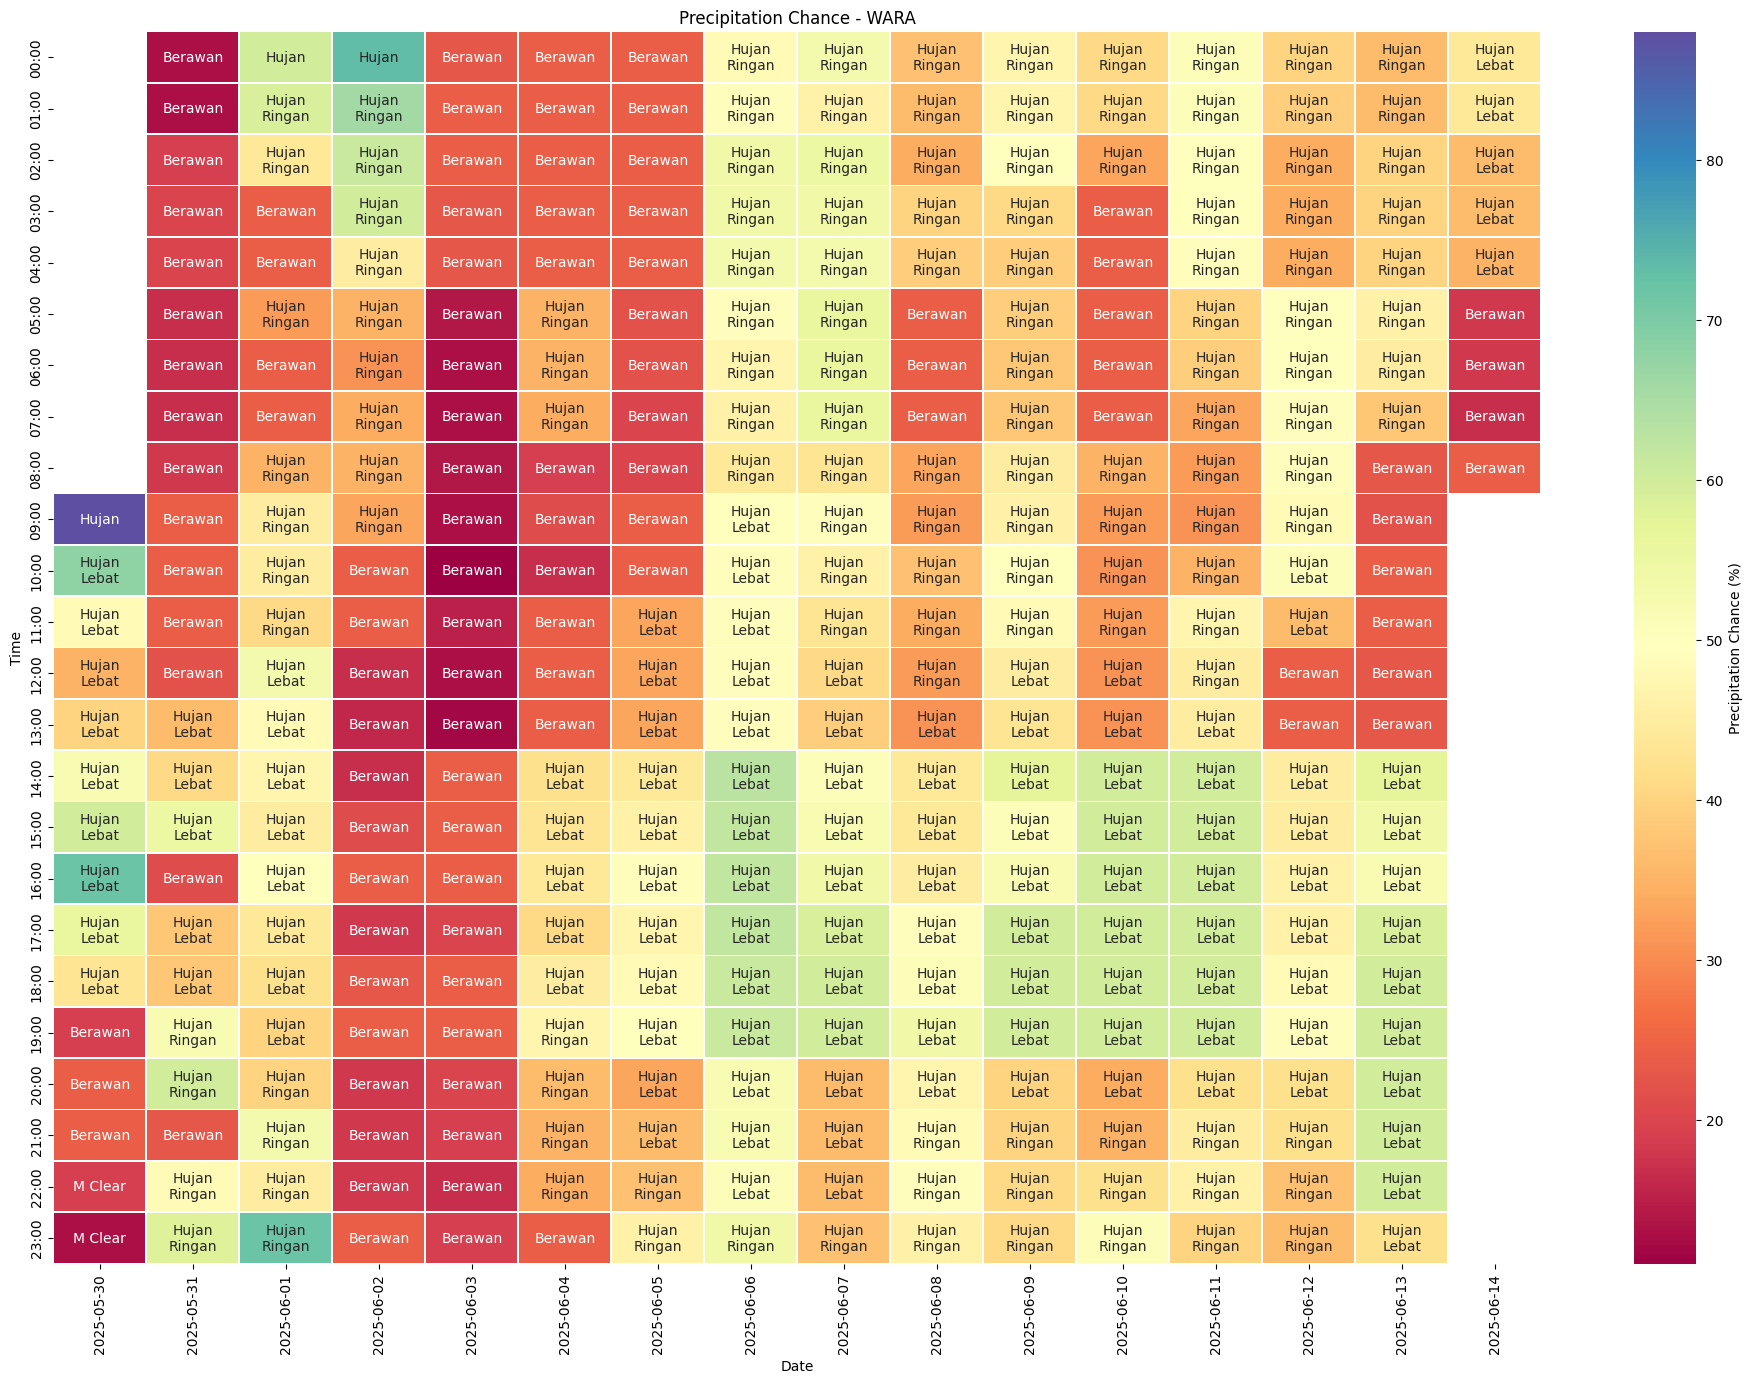 Precipitation Chance - WARA
Time
00:00 Berawan Hujan Hujan Berawan Berawan Berawan Hujan Ringan Hujan Ringan Hujan Ringan Hujan Ringan Hujan Ringan Hujan Ringan Hujan Ringan Hujan Ringan Hujan Lebat
01:00 Berawan Hujan Ringan Hujan Ringan Berawan Berawan Berawan Hujan Ringan Hujan Ringan Hujan Ringan Hujan Ringan Hujan Ringan Hujan Ringan Hujan Ringan Hujan Ringan Hujan Lebat
02:00 Berawan Hujan Ringan Hujan Ringan Berawan Berawan Berawan Hujan Ringan Hujan Ringan Hujan Ringan Hujan Ringan Hujan Ringan Hujan Ringan Hujan Ringan Hujan Ringan Hujan Lebat
03:00 Berawan Berawan Hujan Ringan Berawan Berawan Berawan Hujan Ringan Hujan Ringan Hujan Ringan Hujan Ringan Berawan Hujan Ringan Hujan Ringan Hujan Ringan Hujan Lebat
04:00 Berawan Berawan Hujan Ringan Berawan Berawan Berawan Hujan Ringan Hujan Ringan Hujan Ringan Hujan Ringan Berawan Hujan Ringan Hujan Ringan Hujan Ringan Hujan Lebat
05:00 Berawan Hujan Ringan Hujan Ringan Berawan Hujan Ringan Berawan Hujan Ringan Hujan Ringan Berawan Hujan Ringan Berawan Hujan Ringan Hujan Ringan Hujan Ringan Berawan
06:00 Berawan Berawan Hujan Ringan Berawan Hujan Ringan Berawan Hujan Ringan Hujan Ringan Berawan Hujan Ringan Berawan Hujan Ringan Hujan Ringan Hujan Ringan Berawan
07:00 Berawan Berawan Hujan Ringan Berawan Hujan Ringan Berawan Hujan Ringan Hujan Ringan Berawan Hujan Ringan Berawan Hujan Ringan Hujan Ringan Hujan Ringan Berawan
08:00 Berawan Hujan Ringan Hujan Ringan Berawan Berawan Berawan Hujan Ringan Hujan Ringan Hujan Ringan Hujan Ringan Hujan Ringan Hujan Ringan Hujan Ringan Berawan Berawan
09:00 Hujan Berawan Hujan Ringan Hujan Ringan Berawan Berawan Berawan Hujan Lebat Hujan Ringan Hujan Ringan Hujan Ringan Hujan Ringan Hujan Ringan Hujan Ringan Berawan
10:00 Hujan Lebat Berawan Hujan Ringan Berawan Berawan Berawan Berawan Hujan Lebat Hujan Ringan Hujan Ringan Hujan Ringan Hujan Ringan Hujan Ringan Hujan Lebat Berawan
11:00 Hujan Lebat Berawan Hujan Ringan Berawan Berawan Berawan Hujan Lebat Hujan Lebat Hujan Ringan Hujan Ringan Hujan Ringan Hujan Ringan Hujan Ringan Hujan Lebat Berawan
12:00 Hujan Lebat Berawan Hujan Lebat Berawan Berawan Berawan Hujan Lebat Hujan Lebat Hujan Lebat Hujan Ringan Hujan Lebat Hujan Lebat Hujan Ringan Berawan Berawan
13:00 Hujan Lebat Hujan Lebat Hujan Lebat Berawan Berawan Berawan Hujan Lebat Hujan Lebat Hujan Lebat Hujan Lebat Hujan Lebat Hujan Lebat Hujan Lebat Berawan Berawan
14:00 Hujan Lebat Hujan Lebat Hujan Lebat Berawan Berawan Hujan Lebat Hujan Lebat Hujan Lebat Hujan Lebat Hujan Lebat Hujan Lebat Hujan Lebat Hujan Lebat Hujan Lebat Hujan Lebat
15:00 Hujan Lebat Hujan Lebat Hujan Lebat Berawan Berawan Hujan Lebat Hujan Lebat Hujan Lebat Hujan Lebat Hujan Lebat Hujan Lebat Hujan Lebat Hujan Lebat Hujan Lebat Hujan Lebat
16:00 Hujan Lebat Berawan Hujan Lebat Berawan Berawan Hujan Lebat Hujan Lebat Hujan Lebat Hujan Lebat Hujan Lebat Hujan Lebat Hujan Lebat Hujan Lebat Hujan Lebat Hujan Lebat
17:00 Hujan Lebat Hujan Lebat Hujan Lebat Berawan Berawan Hujan Lebat Hujan Lebat Hujan Lebat Hujan Lebat Hujan Lebat Hujan Lebat Hujan Lebat Hujan Lebat Hujan Lebat Hujan Lebat
18:00 Hujan Lebat Hujan Lebat Hujan Lebat Berawan Berawan Hujan Lebat Hujan Lebat Hujan Lebat Hujan Lebat Hujan Lebat Hujan Lebat Hujan Lebat Hujan Lebat Hujan Lebat Hujan Lebat
19:00 Berawan Hujan Ringan Hujan Lebat Berawan Berawan Hujan Ringan Hujan Lebat Hujan Lebat Hujan Lebat Hujan Lebat Hujan Lebat Hujan Lebat Hujan Lebat Hujan Lebat Hujan Lebat
20:00 Berawan Hujan Ringan Hujan Ringan Berawan Berawan Hujan Ringan Hujan Lebat Hujan Lebat Hujan Lebat Hujan Lebat Hujan Lebat Hujan Lebat Hujan Lebat Hujan Lebat Hujan Lebat
21:00 Berawan Berawan Hujan Ringan Berawan Berawan Hujan Ringan Hujan Lebat Hujan Lebat Hujan Lebat Hujan Ringan Hujan Ringan Hujan Ringan Hujan Ringan Hujan Ringan Hujan Lebat
22:00 M Clear Hujan Ringan Hujan Ringan Berawan Berawan Hujan Ringan Hujan Ringan Hujan Lebat Hujan Lebat Hujan Ringan Hujan Ringan Hujan Ringan Hujan Ringan Hujan Ringan Hujan Lebat
23:00 M Clear Hujan Ringan Hujan Ringan Berawan Berawan Berawan Hujan Ringan Hujan Ringan Hujan Ringan Hujan Ringan Hujan Ringan Hujan Ringan Hujan Ringan Hujan Ringan Hujan Lebat
2025-05-30 2025-05-31 2025-06-01 2025-06-02 2025-06-03 2025-06-04 2025-06-05 2025-06-06 2025-06-07 2025-06-08 2025-06-09 2025-06-10 2025-06-11 2025-06-12 2025-06-13 2025-06-14
Date
80
70
60
50
40
30
20
Precipitation Chance (%)